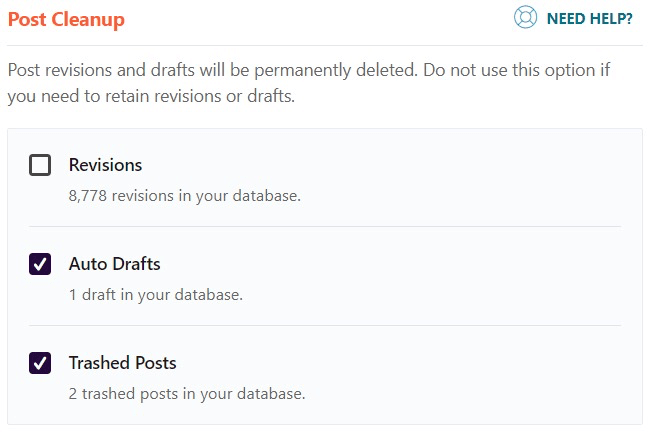 Post Cleanup
NEED HELP?
Post revisions and drafts will be permanently deleted. Do not use this option if
you need to retain revisions or drafts.
Revisions
8,778 revisions in your database.
Auto Drafts
1 draft in your database.
Trashed Posts
2 trashed posts in your database.